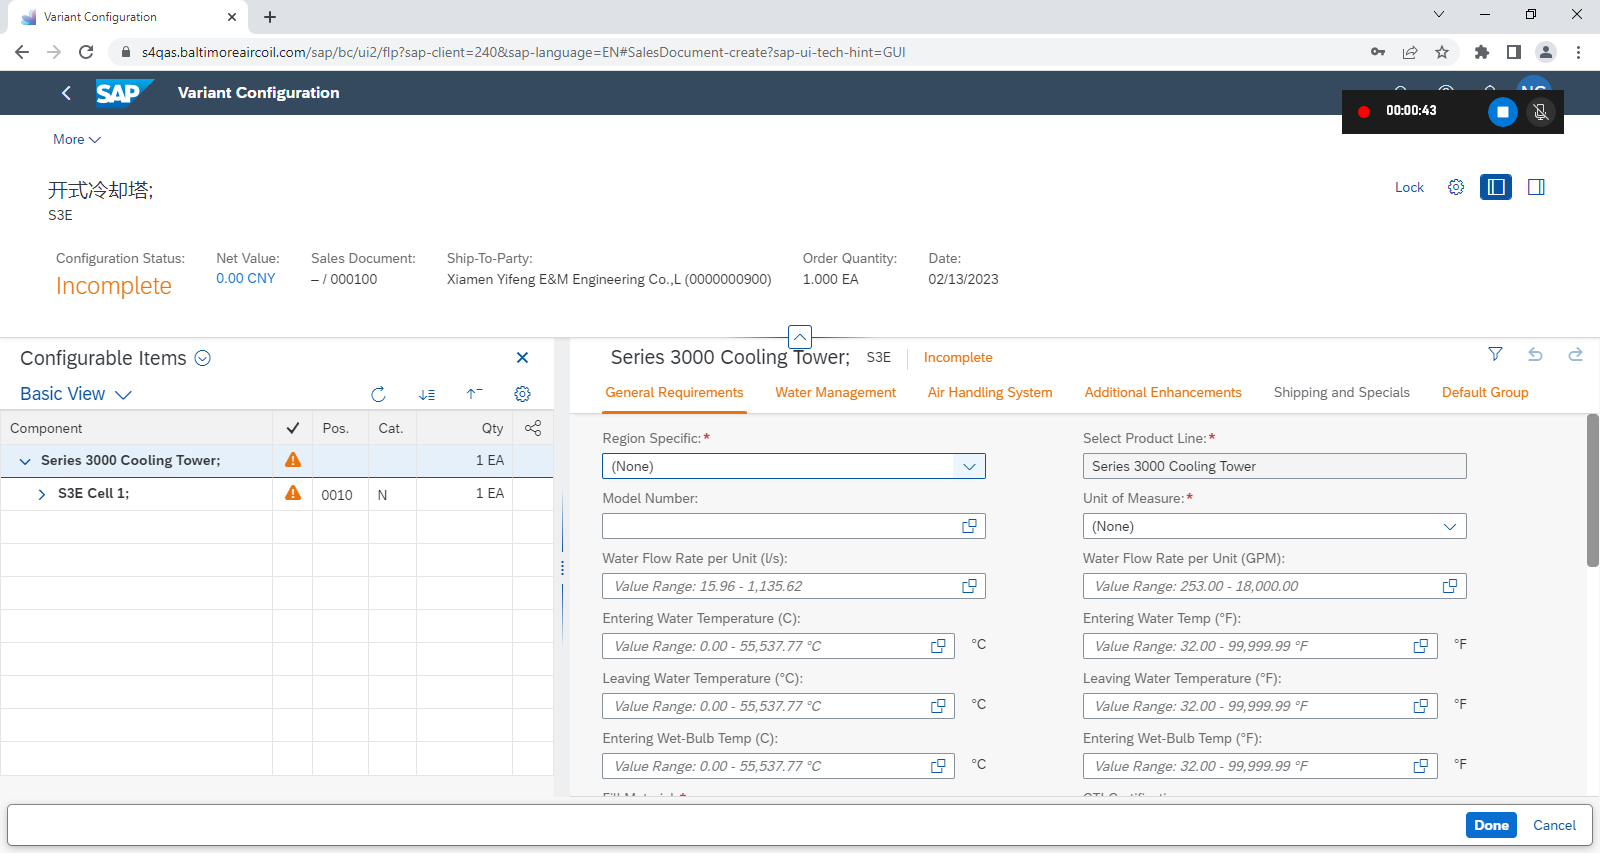 Variant Configuration
s4qas.baltimoreaircoil.com/sap/bc/ui2/flp?sap-client=240&sap-language=EN#SalesDocument-create?sap-ui-tech-hint=GUI
SAP Variant Configuration
00:00:43
More
开式冷却塔;
S3E
Lock
Configuration Status: Net Value: Sales Document: Ship-To-Party: Order Quantity: Date:
Incomplete 0.00 CNY – / 000100 Xiamen Yifeng E&M Engineering Co.,L (0000000900) 1.000 EA 02/13/2023
Configurable Items
Basic View
Component Pos. Cat. Qty
Series 3000 Cooling Tower; 1 EA
S3E Cell 1; 0010 N 1 EA
Series 3000 Cooling Tower; S3E Incomplete
General Requirements Water Management Air Handling System Additional Enhancements Shipping and Specials Default Group
Region Specific:* Select Product Line:*
(None) Series 3000 Cooling Tower
Model Number: Unit of Measure:*
(None)
Water Flow Rate per Unit (l/s): Water Flow Rate per Unit (GPM):
Value Range: 15.96 - 1,135.62 Value Range: 253.00 - 18,000.00
Entering Water Temperature (C): Entering Water Temp (°F):
Value Range: 0.00 - 55,537.77 °C °C Value Range: 32.00 - 99,999.99 °F °F
Leaving Water Temperature (°C): Leaving Water Temperature (°F):
Value Range: 0.00 - 55,537.77 °C °C Value Range: 32.00 - 99,999.99 °F °F
Entering Wet-Bulb Temp (C): Entering Wet-Bulb Temp (°F):
Value Range: 0.00 - 55,537.77 °C °C Value Range: 32.00 - 99,999.99 °F °F
Done Cancel